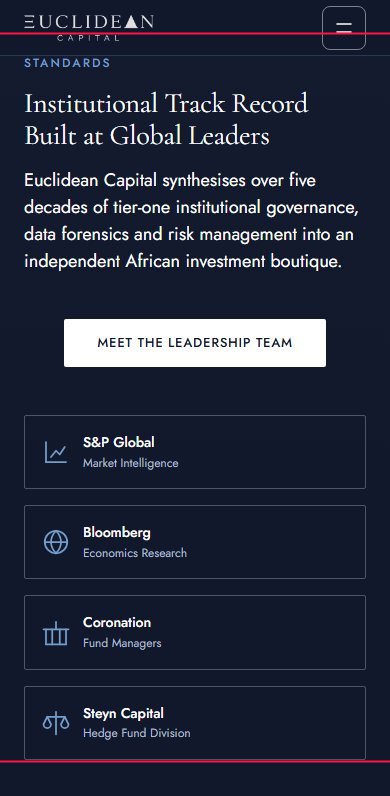 EUCLIDEAN
CAPITAL
STANDARDS
Institutional Track Record
Built at Global Leaders
Euclidean Capital synthesises over five
decades of tier-one institutional governance,
data forensics and risk management into an
independent African investment boutique.
MEET THE LEADERSHIP TEAM
S&P Global
Market Intelligence
Bloomberg
Economics Research
Coronation
Fund Managers
Steyn Capital
Hedge Fund Division